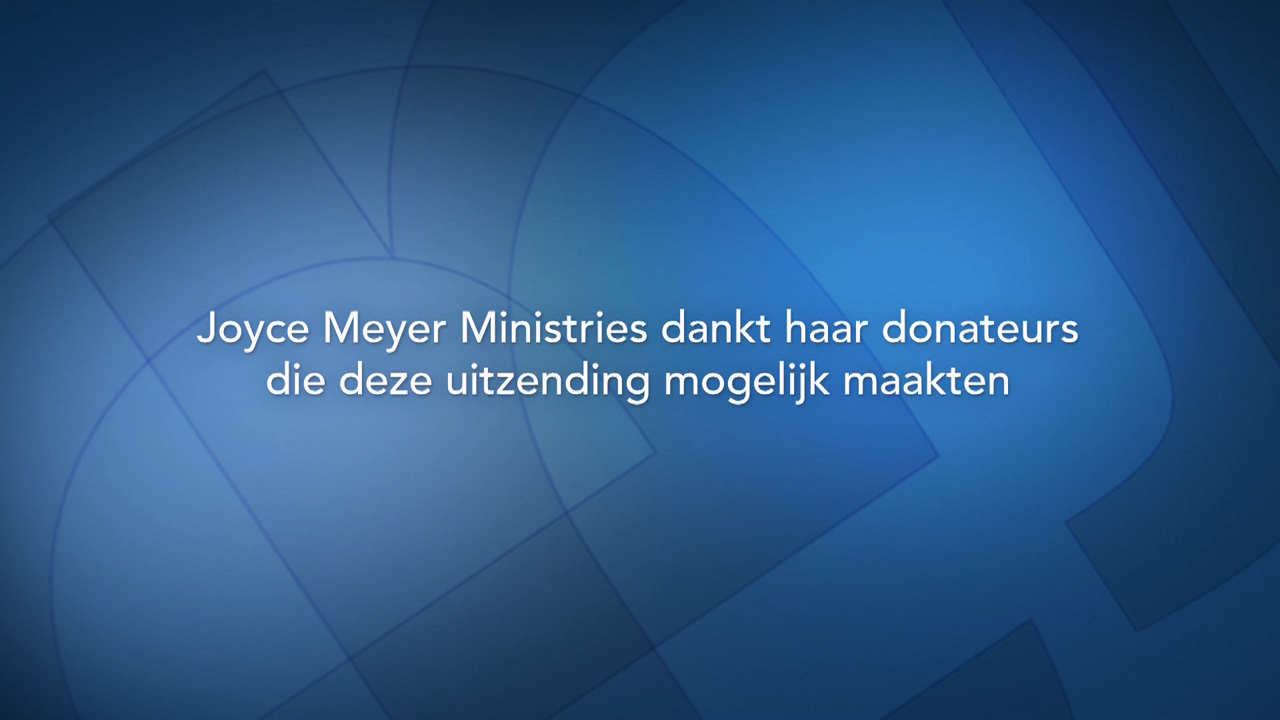 Joyce Meyer Ministries dankt haar donateurs
die deze uitzending mogelijk maakten